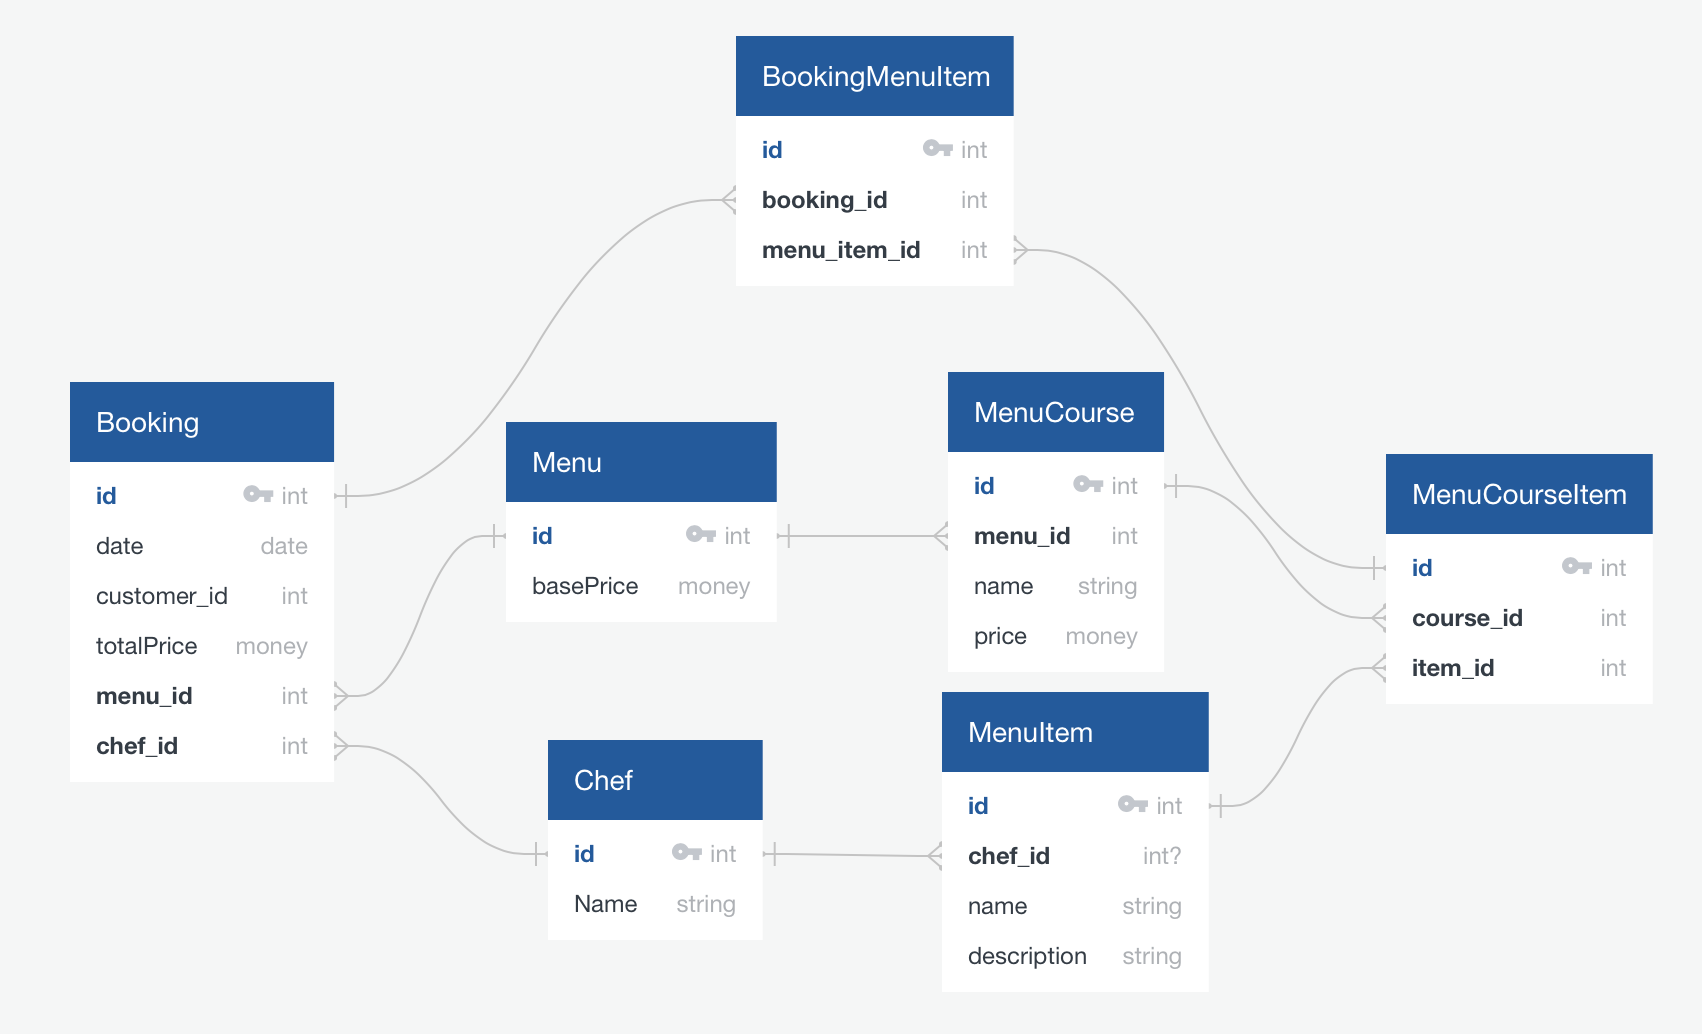 BookingMenuItem
id int
booking_id int
menu_item_id int
Booking
id int
date date
customer_id int
totalPrice money
menu_id int
chef_id int
Menu
id int
basePrice money
MenuCourse
id int
menu_id int
name string
price money
MenuCourseItem
id int
course_id int
item_id int
Chef
id int
Name string
MenuItem
id int
chef_id int?
name string
description string